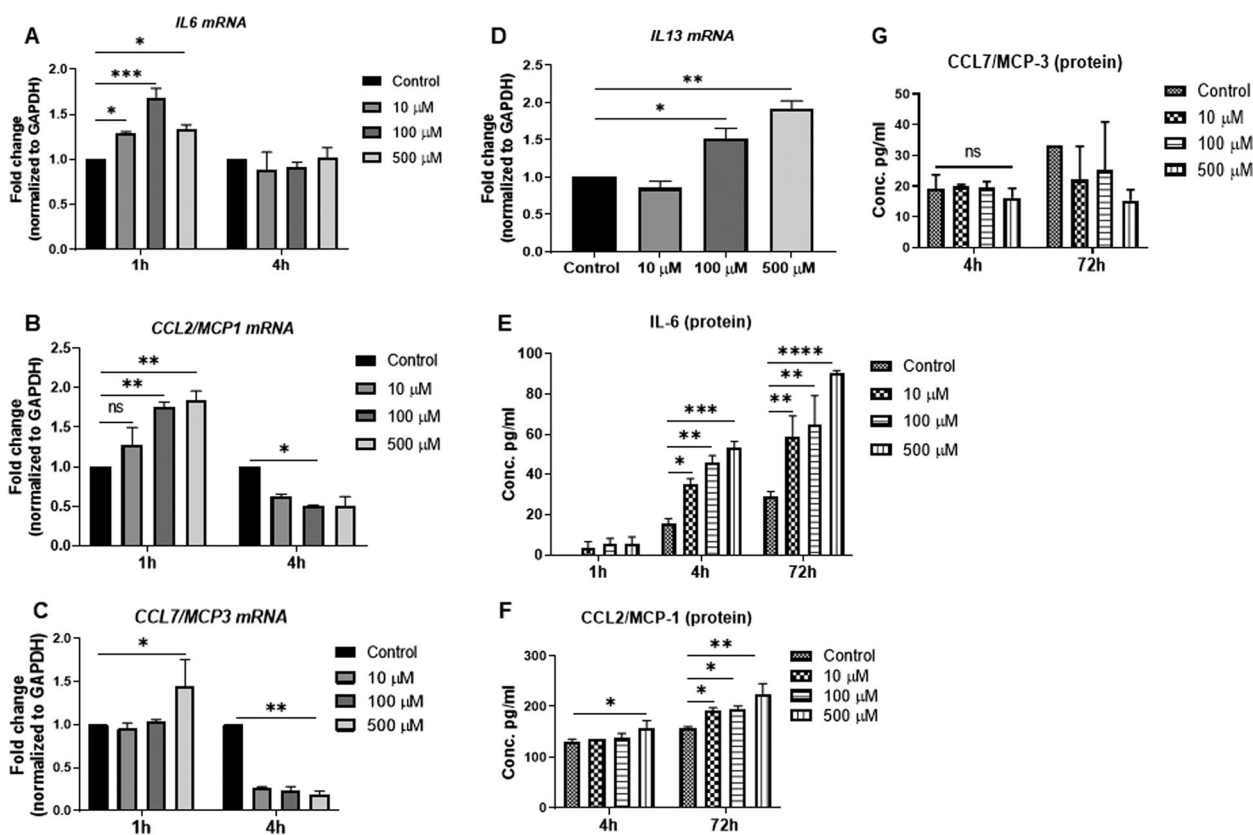 A
IL6 mRNA
*
***
*
Fold change
(normalized to GAPDH)
2.0
1.5
1.0
0.5
0.0
1h
4h
Control
10 µM
100 µM
500 µM
B
CCL2/MCP1 mRNA
**
**
ns
*
Fold change
(normalized to GAPDH)
2.5
2.0
1.5
1.0
0.5
0.0
1h
4h
Control
10 µM
100 µM
500 µM
C
CCL7/MCP3 mRNA
*
**
Fold change
(normalized to GAPDH)
2.0
1.5
1.0
0.5
0.0
1h
4h
Control
10 µM
100 µM
500 µM
D
IL13 mRNA
**
*
Fold change
(normalized to GAPDH)
2.5
2.0
1.5
1.0
0.5
0.0
Control 10 µM 100 µM 500 µM
E
IL-6 (protein)
****
**
**
***
**
*
Conc. pg/ml
100
80
60
40
20
0
1h
4h
72h
Control
10 µM
100 µM
500 µM
F
CCL2/MCP-1 (protein)
**
*
*
*
Conc. pg/ml
300
200
150
100
0
4h
72h
Control
10 µM
100 µM
500 µM
G
CCL7/MCP-3 (protein)
ns
Conc. pg/ml
50
40
30
20
10
0
4h
72h
Control
10 µM
100 µM
500 µM